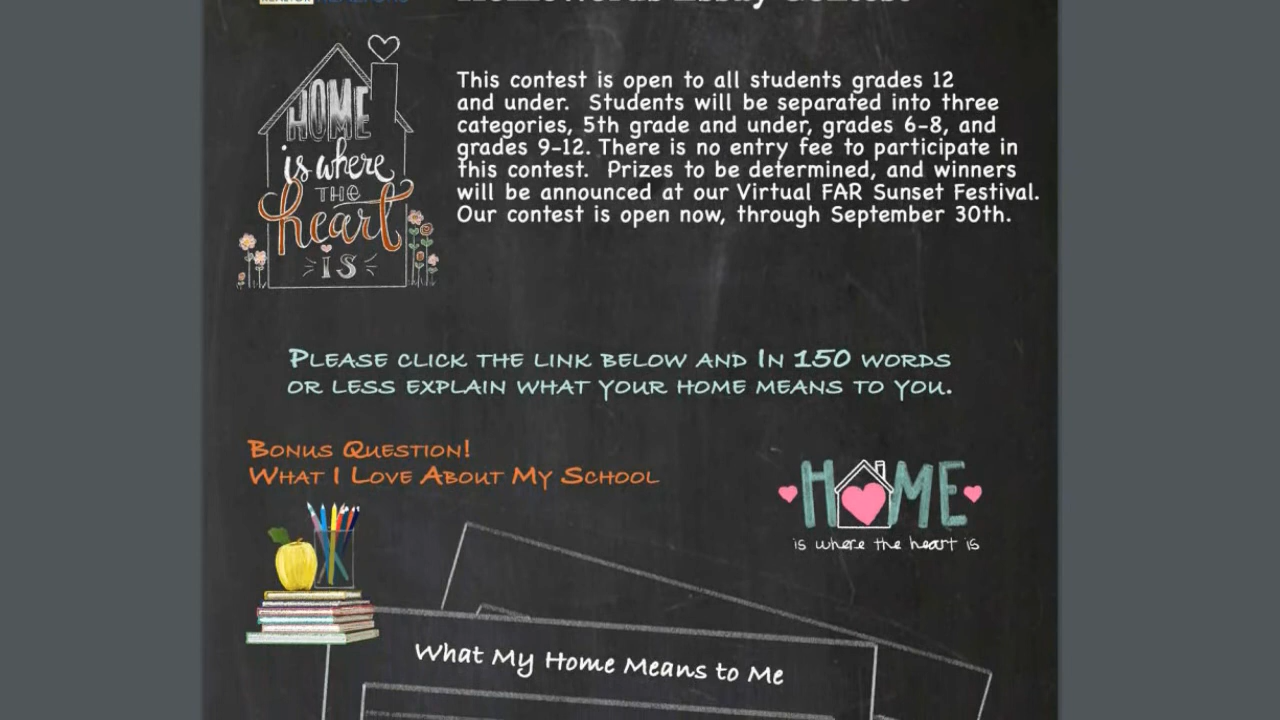 HOME
is where
THE
heart
is
This contest is open to all students grades 12
and under. Students will be separated into three
categories, 5th grade and under, grades 6-8, and
grades 9-12. There is no entry fee to participate in
this contest. Prizes to be determined, and winners
will be announced at our Virtual FAR Sunset Festival.
Our contest is open now, through September 30th.
PLEASE CLICK THE LINK BELOW AND IN 150 WORDS
OR LESS EXPLAIN WHAT YOUR HOME MEANS TO YOU.
BONUS QUESTION!
WHAT I LOVE ABOUT MY SCHOOL
HOME
is where the heart is
What My Home Means to Me